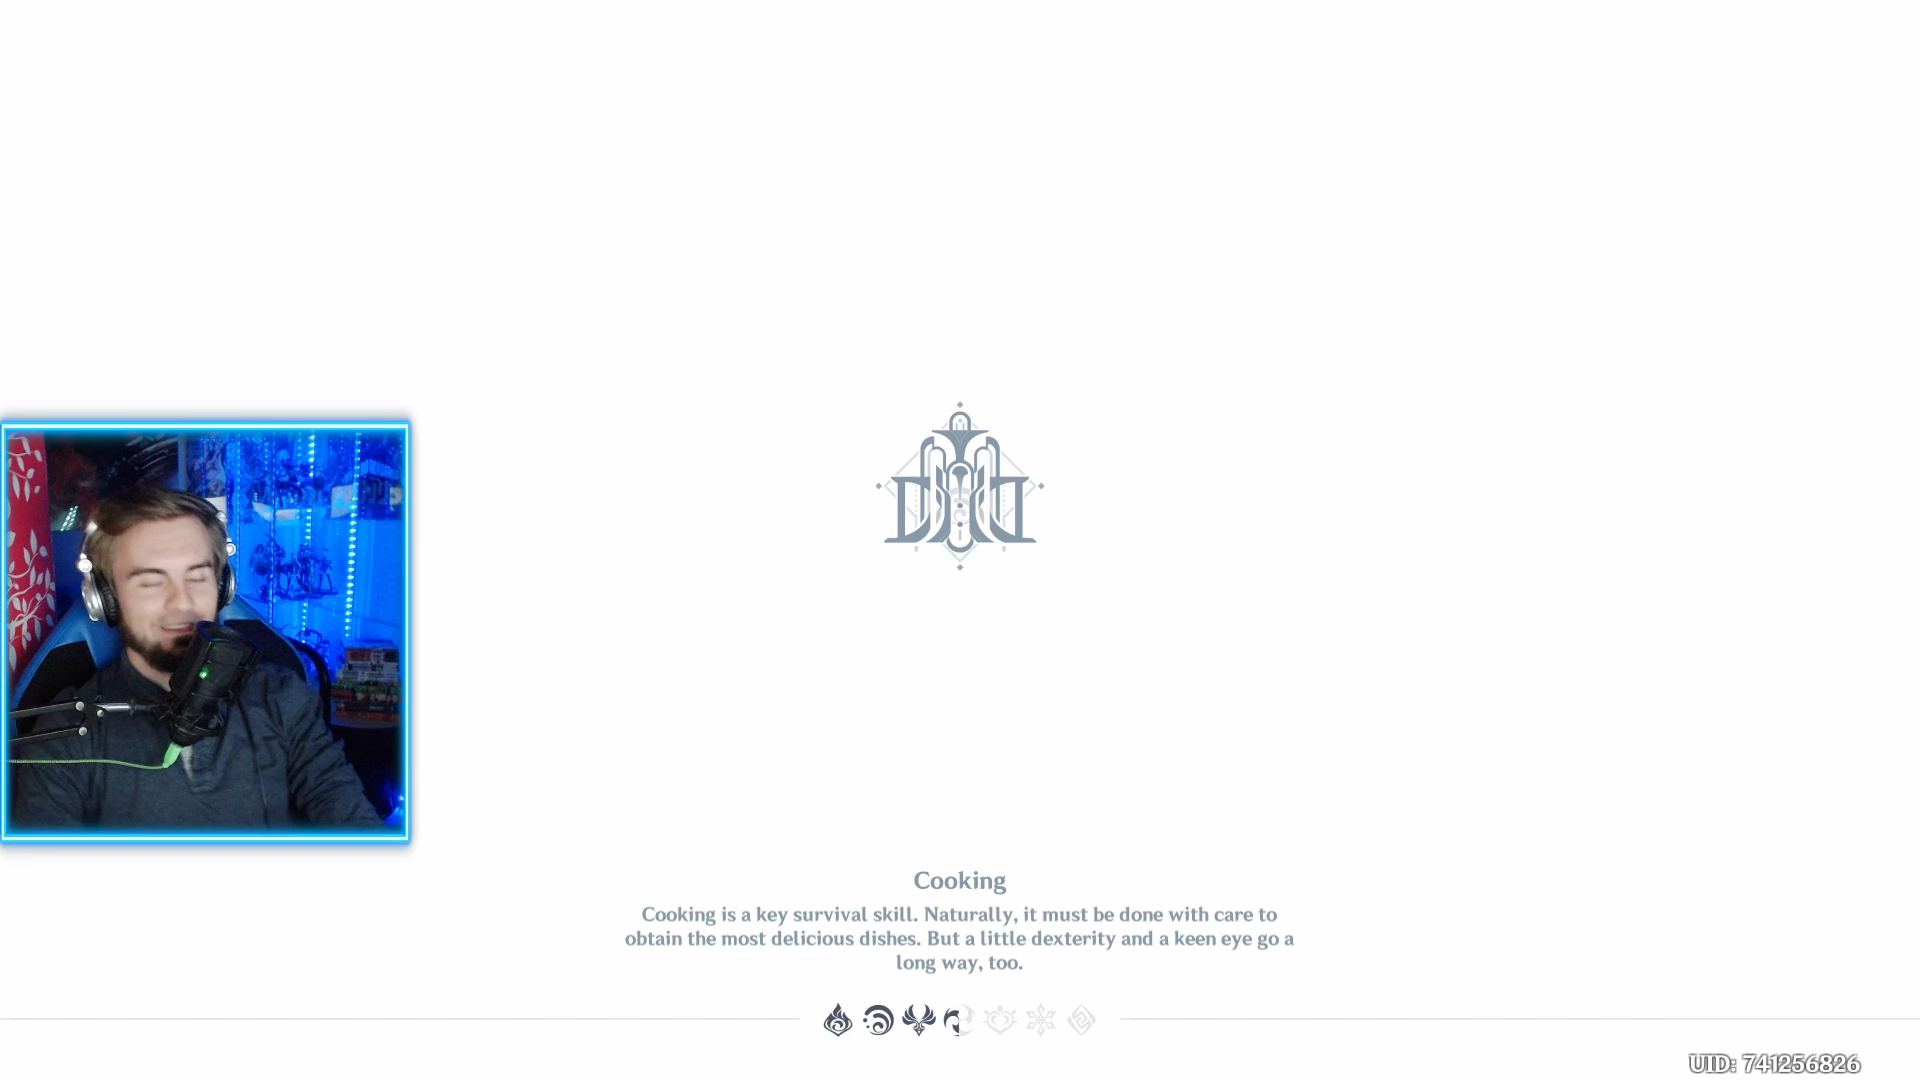 Cooking
Cooking is a key survival skill. Naturally, it must be done with care to
obtain the most delicious dishes. But a little dexterity and a keen eye go a
long way, too.
UID: 741256826